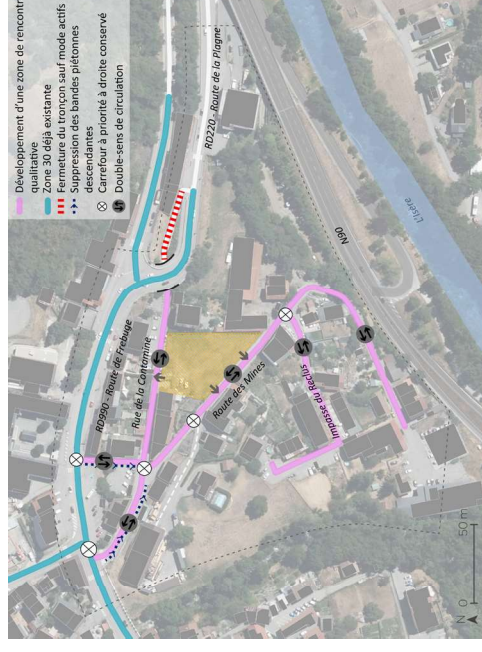 Développement d'une zone de rencontr
qualitative
Zone 30 déjà existante
Fermeture du tronçon sauf mode actifs
Suppression des bandes piétonnes
descendantes
Carrefour à priorité à droite conservé
Double-sens de circulation
RD220 - Route de la Plagne
RD990 - Route de Frebuge
Rue de la Contamine
Route des Mines
Impasse du Reclus
N90
L'Isère
N
0
50 m